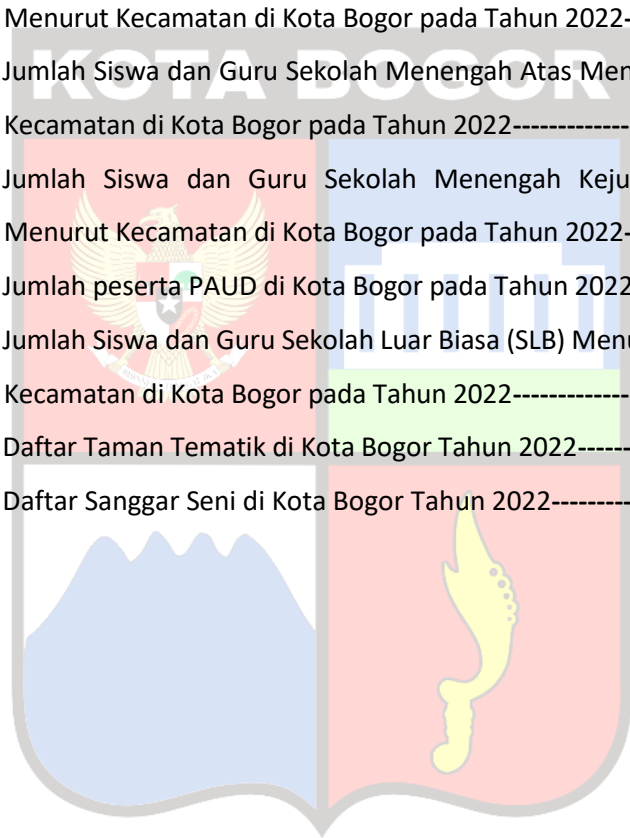 Menurut Kecamatan di Kota Bogor pada Tahun 2022-
Jumlah Siswa dan Guru Sekolah Menengah Atas Men
KOTA BOGOR
Kecamatan di Kota Bogor pada Tahun 2022-------------
Jumlah Siswa dan Guru Sekolah Menengah Keju
Menurut Kecamatan di Kota Bogor pada Tahun 2022-
Jumlah peserta PAUD di Kota Bogor pada Tahun 2022
Jumlah Siswa dan Guru Sekolah Luar Biasa (SLB) Menu
Kecamatan di Kota Bogor pada Tahun 2022-------------
Daftar Taman Tematik di Kota Bogor Tahun 2022------
Daftar Sanggar Seni di Kota Bogor Tahun 2022---------